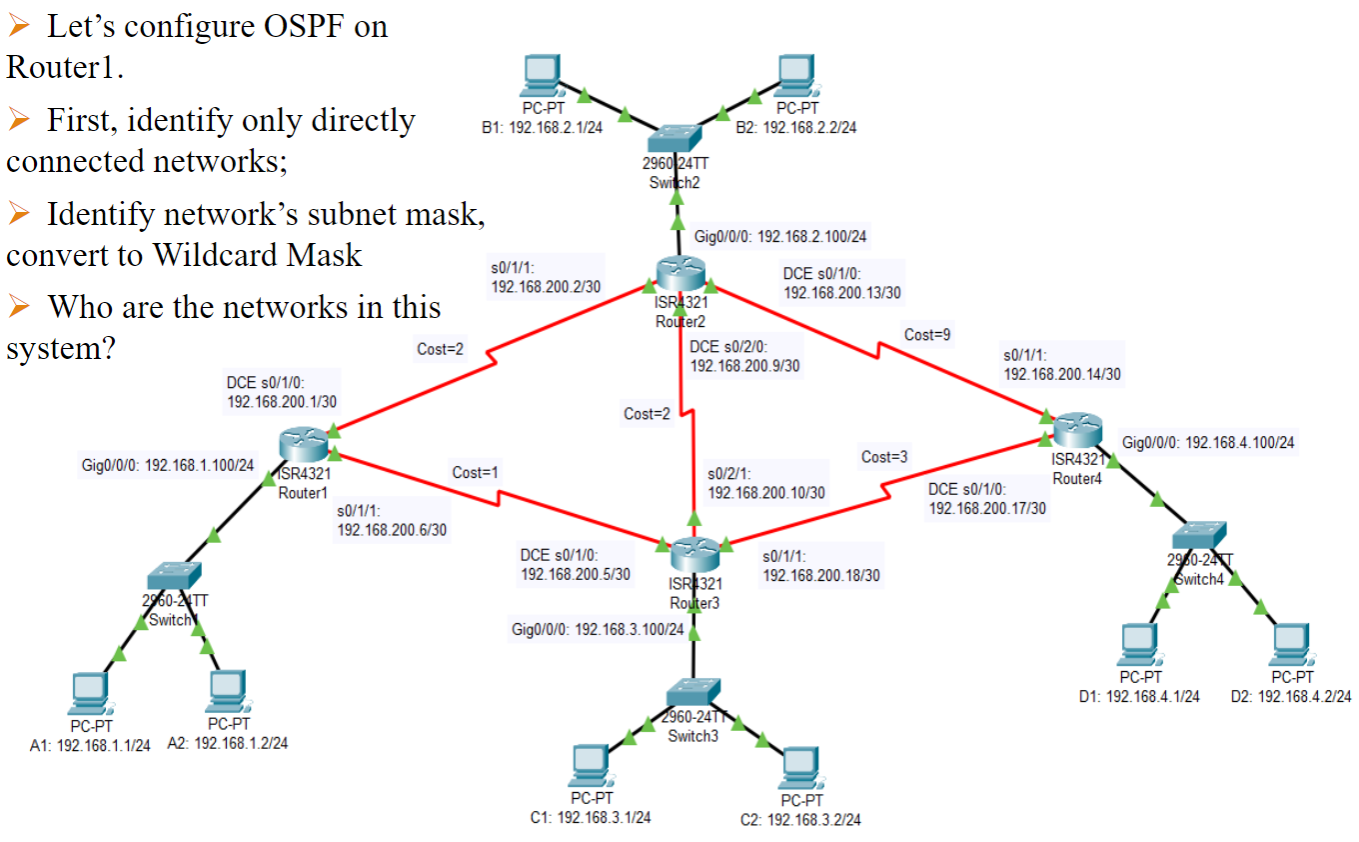 ➢ Let’s configure OSPF on
Router1.
➢ First, identify only directly
connected networks;
➢ Identify network’s subnet mask,
convert to Wildcard Mask
➢ Who are the networks in this
system?
PC-PT
B1: 192.168.2.1/24
PC-PT
B2: 192.168.2.2/24
2960-24TT
Switch2
Gig0/0/0: 192.168.2.100/24
s0/1/1:
192.168.200.2/30
DCE s0/1/0:
192.168.200.13/30
ISR4321
Router2
Cost=2
Cost=9
DCE s0/2/0:
192.168.200.9/30
s0/1/1:
192.168.200.14/30
DCE s0/1/0:
192.168.200.1/30
Cost=2
Gig0/0/0: 192.168.1.100/24
ISR4321
Router1
Cost=1
Cost=3
Gig0/0/0: 192.168.4.100/24
ISR4321
Router4
s0/2/1:
192.168.200.10/30
DCE s0/1/0:
192.168.200.17/30
s0/1/1:
192.168.200.6/30
DCE s0/1/0:
192.168.200.5/30
s0/1/1:
192.168.200.18/30
ISR4321
Router3
2960-24TT
Switch4
2960-24TT
Switch1
Gig0/0/0: 192.168.3.100/24
PC-PT
D1: 192.168.4.1/24
PC-PT
D2: 192.168.4.2/24
PC-PT
A1: 192.168.1.1/24
PC-PT
A2: 192.168.1.2/24
2960-24TT
Switch3
PC-PT
C1: 192.168.3.1/24
PC-PT
C2: 192.168.3.2/24